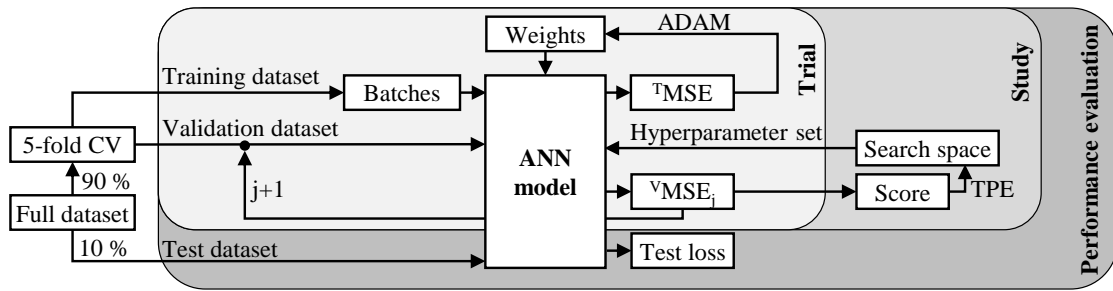 Weights
ADAM
Training dataset
Batches
ᵀMSE
Trial
Study
Performance evaluation
5-fold CV
Validation dataset
ANN
model
Hyperparameter set
Search space
90 %
j+1
ⱽMSEⱼ
Score
TPE
Full dataset
10 %
Test dataset
Test loss